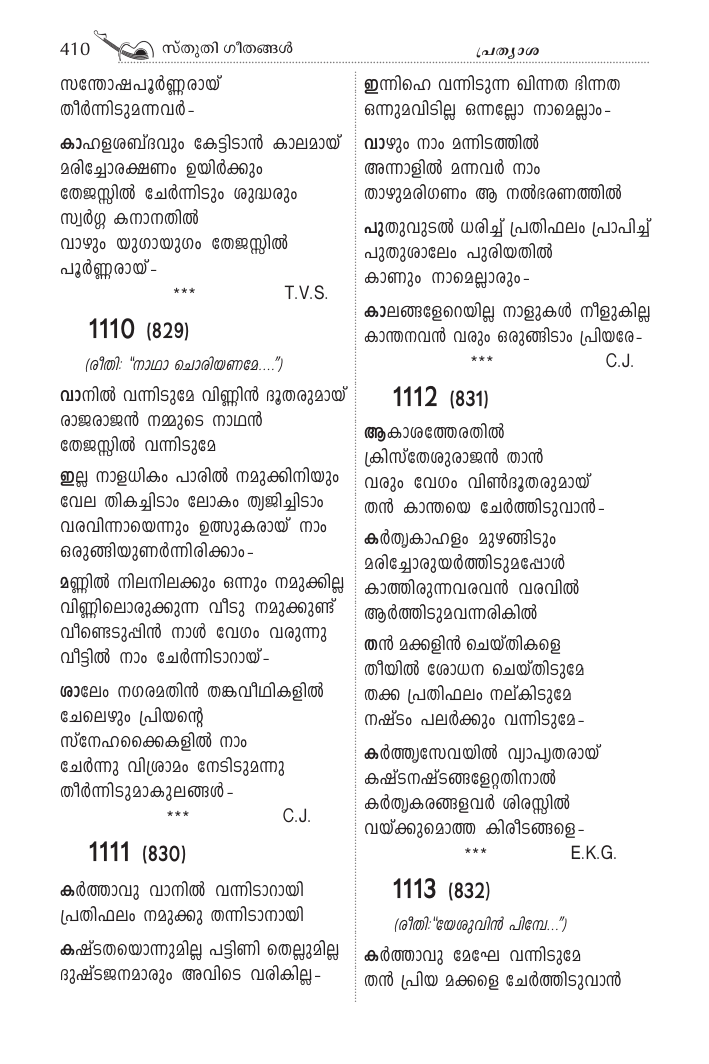 410 സ്തുതി ഗീതങ്ങൾ
പ്രത്യാശ
സന്തോഷപൂർണ്ണരായ്
തീർന്നിടുമന്നവർ-
കാഹളശബ്ദവും കേട്ടിടാൻ കാലമായ്
മരിച്ചോരക്ഷണം ഉയിർക്കും
തേജസ്സിൽ ചേർന്നിടും ശുദ്ധരും
സ്വർഗ്ഗ കനാനതിൽ
വാഴും യുഗായുഗം തേജസ്സിൽ
പൂർണ്ണരായ്-
*** T.V.S.
1110 (829)
(രീതി: "നാഥാ ചൊരിയണമേ....")
വാനിൽ വന്നിടുമേ വിണ്ണിൻ ദൂതരുമായ്
രാജരാജൻ നമ്മുടെ നാഥൻ
തേജസ്സിൽ വന്നിടുമേ
ഇല്ല നാളധികം പാരിൽ നമുക്കിനിയും
വേല തികച്ചിടാം ലോകം ത്വജിച്ചിടാം
വരവിന്നായെന്നും ഉത്സുകരായ് നാം
ഒരുങ്ങിയുണർന്നിരിക്കാം-
മണ്ണിൽ നിലനിലക്കും ഒന്നും നമുക്കില്ല
വിണ്ണിലൊരുക്കുന്ന വീടു നമുക്കുണ്ട്
വീണ്ടെടുപ്പിൻ നാൾ വേഗം വരുന്നു
വീട്ടിൽ നാം ചേർന്നിടാറായ്-
ശാലേം നഗരമതിൻ തങ്കവീഥികളിൽ
ചേലെഴും പ്രിയന്റെ
സ്നേഹക്കൈകളിൽ നാം
ചേർന്നു വിശ്രാമം നേടിടുമന്നു
തീർന്നിടുമാകുലങ്ങൾ-
*** C.J.
1111 (830)
കർത്താവു വാനിൽ വന്നിടാറായി
പ്രതിഫലം നമുക്കു തന്നിടാനായി
കഷ്ടതയൊന്നുമില്ല പട്ടിണി തെല്ലുമില്ല
ദുഷ്ടജനമാരും അവിടെ വരികില്ല-
ഇന്നിഹെ വന്നിടുന്ന ഖിന്നത ഭിന്നത
ഒന്നുമവിടില്ല ഒന്നല്ലോ നാമെല്ലാം-
വാഴും നാം മന്നിടത്തിൽ
അന്നാളിൽ മന്നവർ നാം
താഴുമരിഗണം ആ നൽഭരണത്തിൽ
പുതുവുടൽ ധരിച്ച് പ്രതിഫലം പ്രാപിച്ച്
പുതുശാലേം പുരിയതിൽ
കാണും നാമെല്ലാരും-
കാലങ്ങളേറെയില്ല നാളുകൾ നീളുകില്ല
കാന്തനവൻ വരും ഒരുങ്ങിടാം പ്രിയരേ-
*** C.J.
1112 (831)
ആകാശത്തേരതിൽ
ക്രിസ്തേശുരാജൻ താൻ
വരും വേഗം വിൺദൂതരുമായ്
തൻ കാന്തയെ ചേർത്തിടുവാൻ-
കർതൃകാഹളം മുഴങ്ങിടും
മരിച്ചോരുയർത്തിടുമപ്പോൾ
കാത്തിരുന്നവരവൻ വരവിൽ
ആർത്തിടുമവന്നരികിൽ
തൻ മക്കളിൻ ചെയ്തികളെ
തീയിൽ ശോധന ചെയ്തിടുമേ
തക്ക പ്രതിഫലം നല്കിടുമേ
നഷ്ടം പലർക്കും വന്നിടുമേ-
കർത്തൃസേവയിൽ വ്യാപൃതരായ്
കഷ്ടനഷ്ടങ്ങളേറ്റതിനാൽ
കർതൃകരങ്ങളവർ ശിരസ്സിൽ
വയ്ക്കുമൊത്ത കിരീടങ്ങളെ-
*** E.K.G.
1113 (832)
(രീതി:"യേശുവിൻ പിമ്പേ...")
കർത്താവു മേഘേ വന്നിടുമേ
തൻ പ്രിയ മക്കളെ ചേർത്തിടുവാൻ